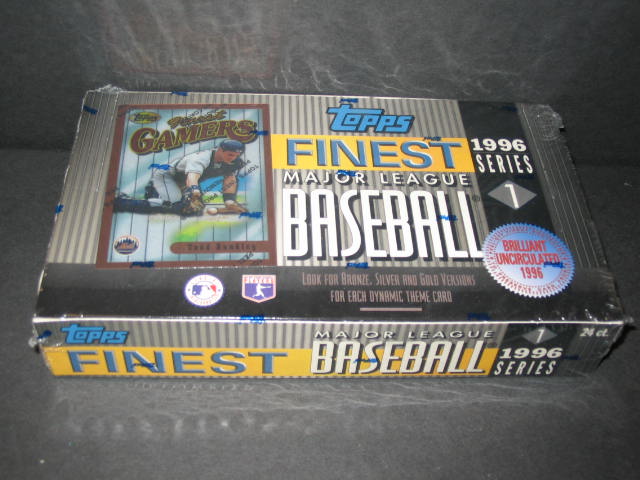 Topps
GAMERS
Todd Hundley
Topps
FINEST
MAJOR LEAGUE
BASEBALL
1996
SERIES
1
BRILLIANT
UNCIRCULATED
1996
LOOK FOR BRONZE, SILVER AND GOLD VERSIONS
FOR EACH DYNAMIC THEME CARD
Topps
FINEST
MAJOR LEAGUE
BASEBALL
1
1996
SERIES
24 ct.